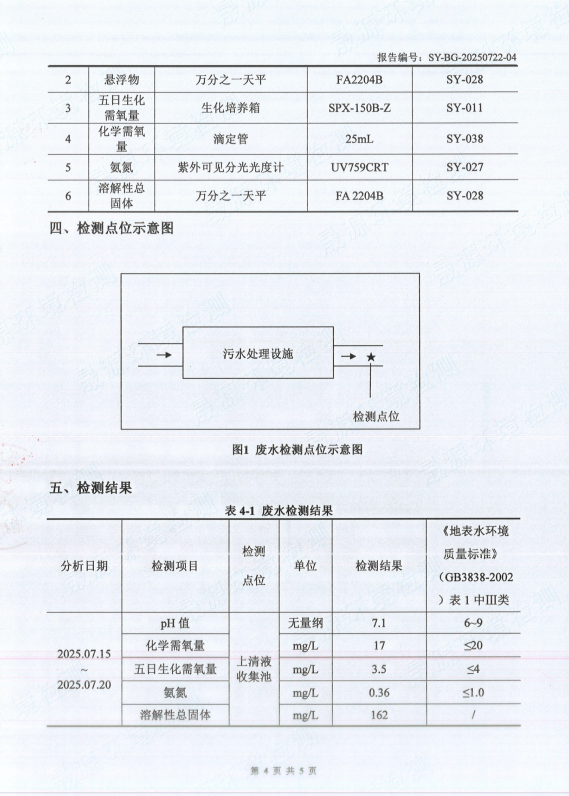 报告编号：SY-BG-20250722-04
2 悬浮物 万分之一天平 FA2204B SY-028
3 五日生化需氧量 生化培养箱 SPX-150B-Z SY-011
4 化学需氧量 滴定管 25mL SY-038
5 氨氮 紫外可见分光光度计 UV759CRT SY-027
6 溶解性总固体 万分之一天平 FA 2204B SY-028
四、检测点位示意图
污水处理设施
检测点位
图1 废水检测点位示意图
五、检测结果
表 4-1 废水检测结果
分析日期 检测项目 检测点位 单位 检测结果 《地表水环境质量标准》（GB3838-2002）表 1 中Ⅲ类
2025.07.15～2025.07.20 pH 值 上清液收集池 无量纲 7.1 6~9
化学需氧量 mg/L 17 ≤20
五日生化需氧量 mg/L 3.5 ≤4
氨氮 mg/L 0.36 ≤1.0
溶解性总固体 mg/L 162 /
第 4 页 共 5 页